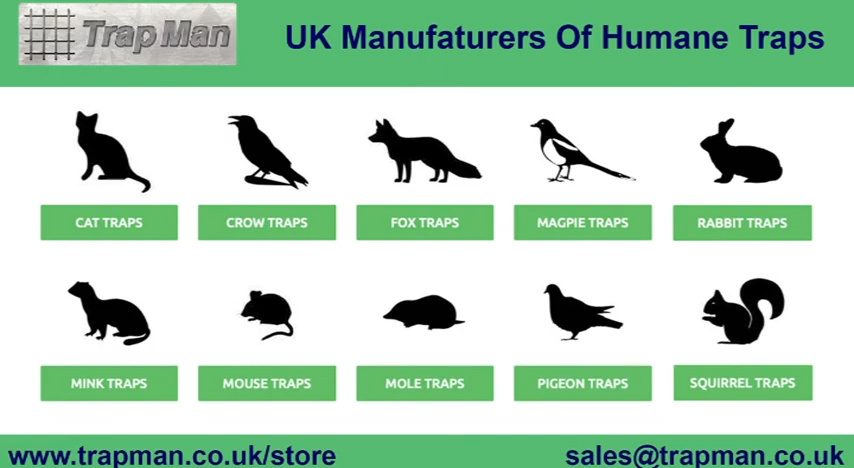 Trap Man
UK Manufaturers Of Humane Traps
CAT TRAPS
CROW TRAPS
FOX TRAPS
MAGPIE TRAPS
RABBIT TRAPS
MINK TRAPS
MOUSE TRAPS
MOLE TRAPS
PIGEON TRAPS
SQUIRREL TRAPS
www.trapman.co.uk/store
sales@trapman.co.uk